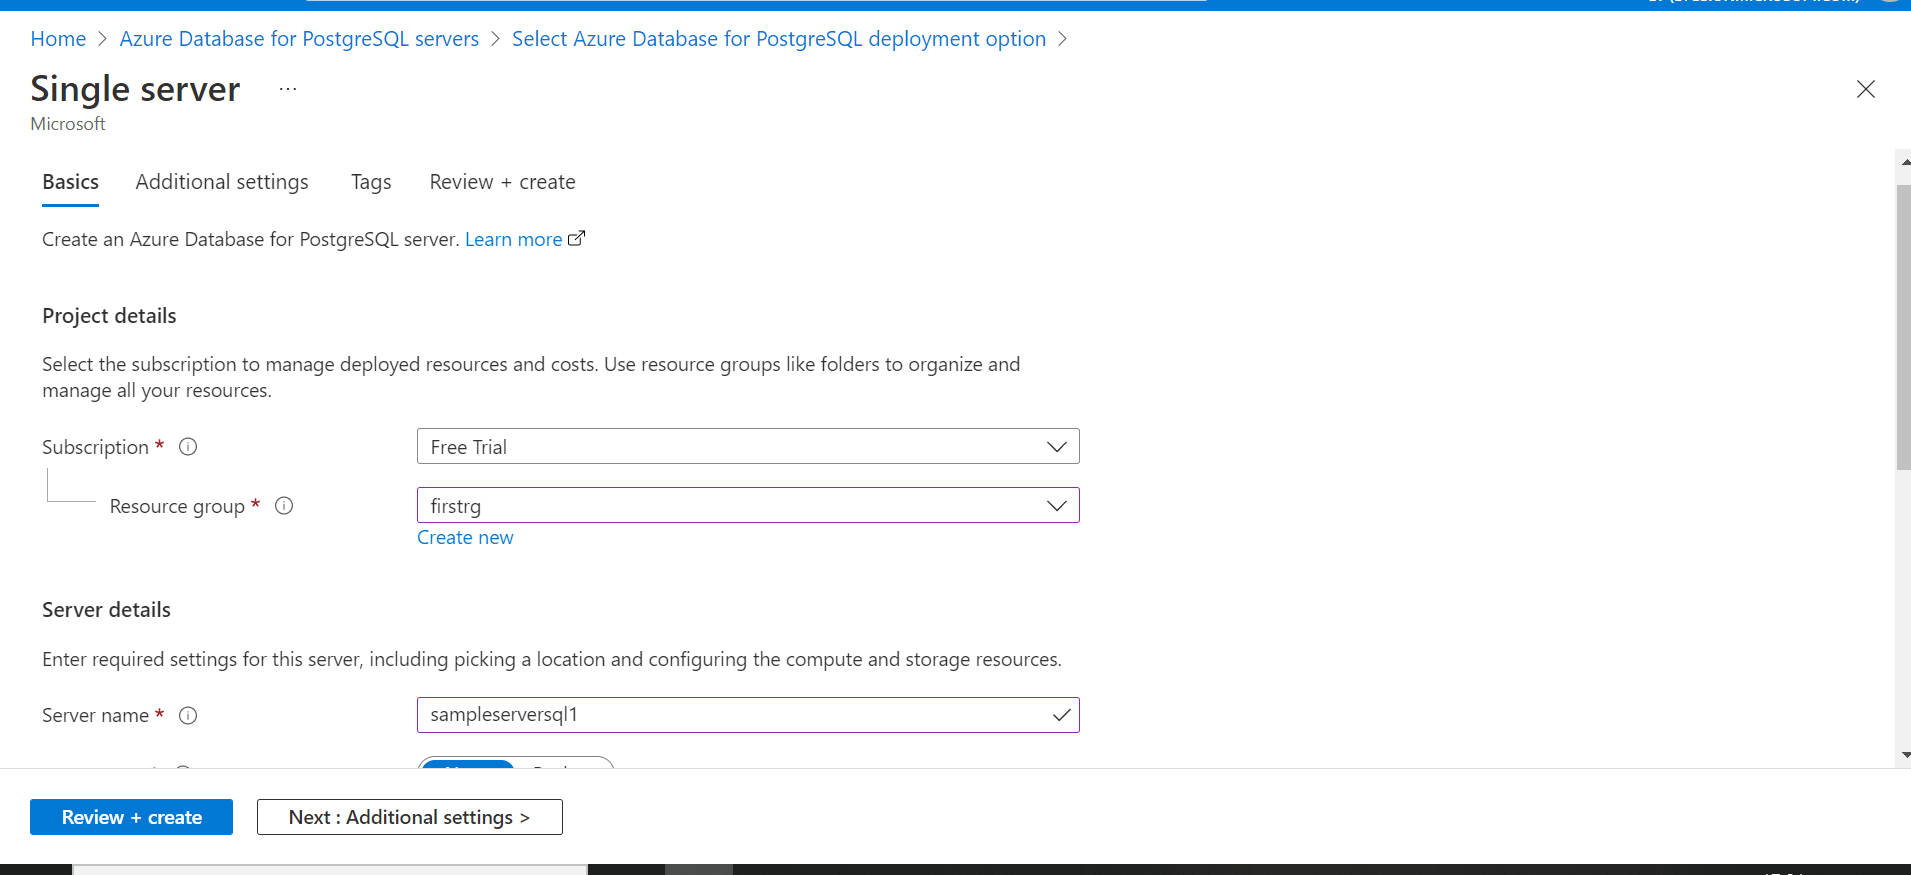 Home > Azure Database for PostgreSQL servers > Select Azure Database for PostgreSQL deployment option >
Single server ...
Microsoft
Basics Additional settings Tags Review + create
Create an Azure Database for PostgreSQL server. Learn more
Project details
Select the subscription to manage deployed resources and costs. Use resource groups like folders to organize and
manage all your resources.
Subscription * Free Trial
Resource group * firstrg
Create new
Server details
Enter required settings for this server, including picking a location and configuring the compute and storage resources.
Server name * sampleserversql1
Review + create Next : Additional settings >